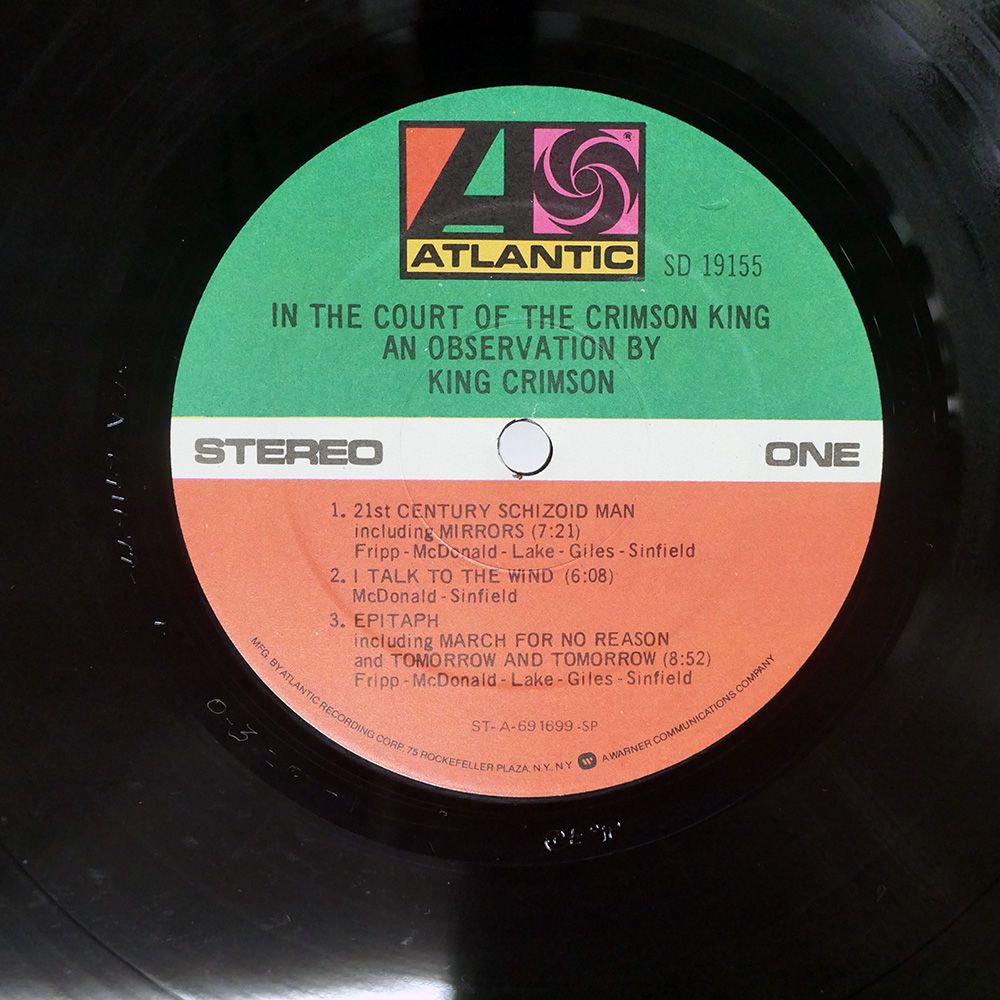 ATLANTIC
®
SD 19155
IN THE COURT OF THE CRIMSON KING
AN OBSERVATION BY
KING CRIMSON
STEREO ONE
1. 21st CENTURY SCHIZOID MAN
including MIRRORS (7:21)
Fripp - McDonald - Lake - Giles - Sinfield
2. I TALK TO THE WIND (6:08)
McDonald - Sinfield
3. EPITAPH
including MARCH FOR NO REASON
and TOMORROW AND TOMORROW (8:52)
Fripp - McDonald - Lake - Giles - Sinfield
ST-A-691699-SP
MFG. BY ATLANTIC RECORDING CORP. 75 ROCKEFELLER PLAZA, N.Y. N.Y. A WARNER COMMUNICATIONS COMPANY